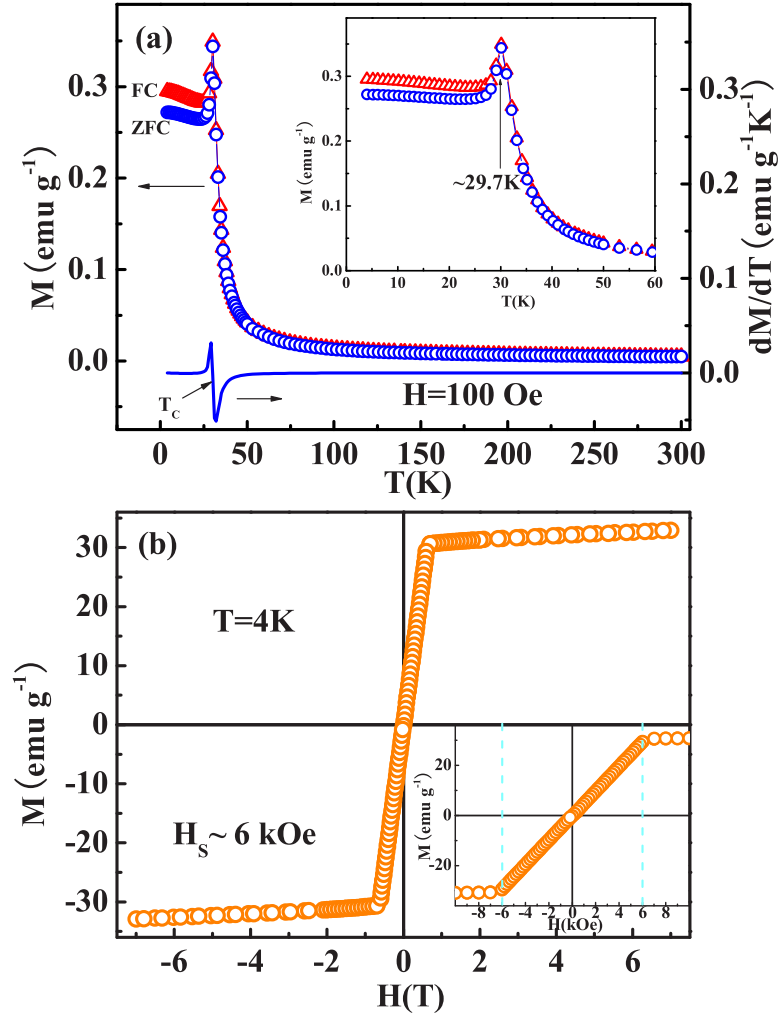 (a)
FC
ZFC
M (emu g⁻¹)
0.3
0.2
0.1
0.0
dM/dT (emu g⁻¹K⁻¹)
0.3
0.2
0.1
0.0
M (emu g⁻¹)
0.3
0.2
0.1
0.0
~29.7K
0 10 20 30 40 50 60
T(K)
T_C
H=100 Oe
0 50 100 150 200 250 300
T(K)
(b)
T=4K
M (emu g⁻¹)
30
20
10
0
-10
-20
-30
H_S~ 6 kOe
M (emu g⁻¹)
20
0
-20
-8 -6 -4 -2 0 2 4 6 8
H(kOe)
-6 -4 -2 0 2 4 6
H(T)